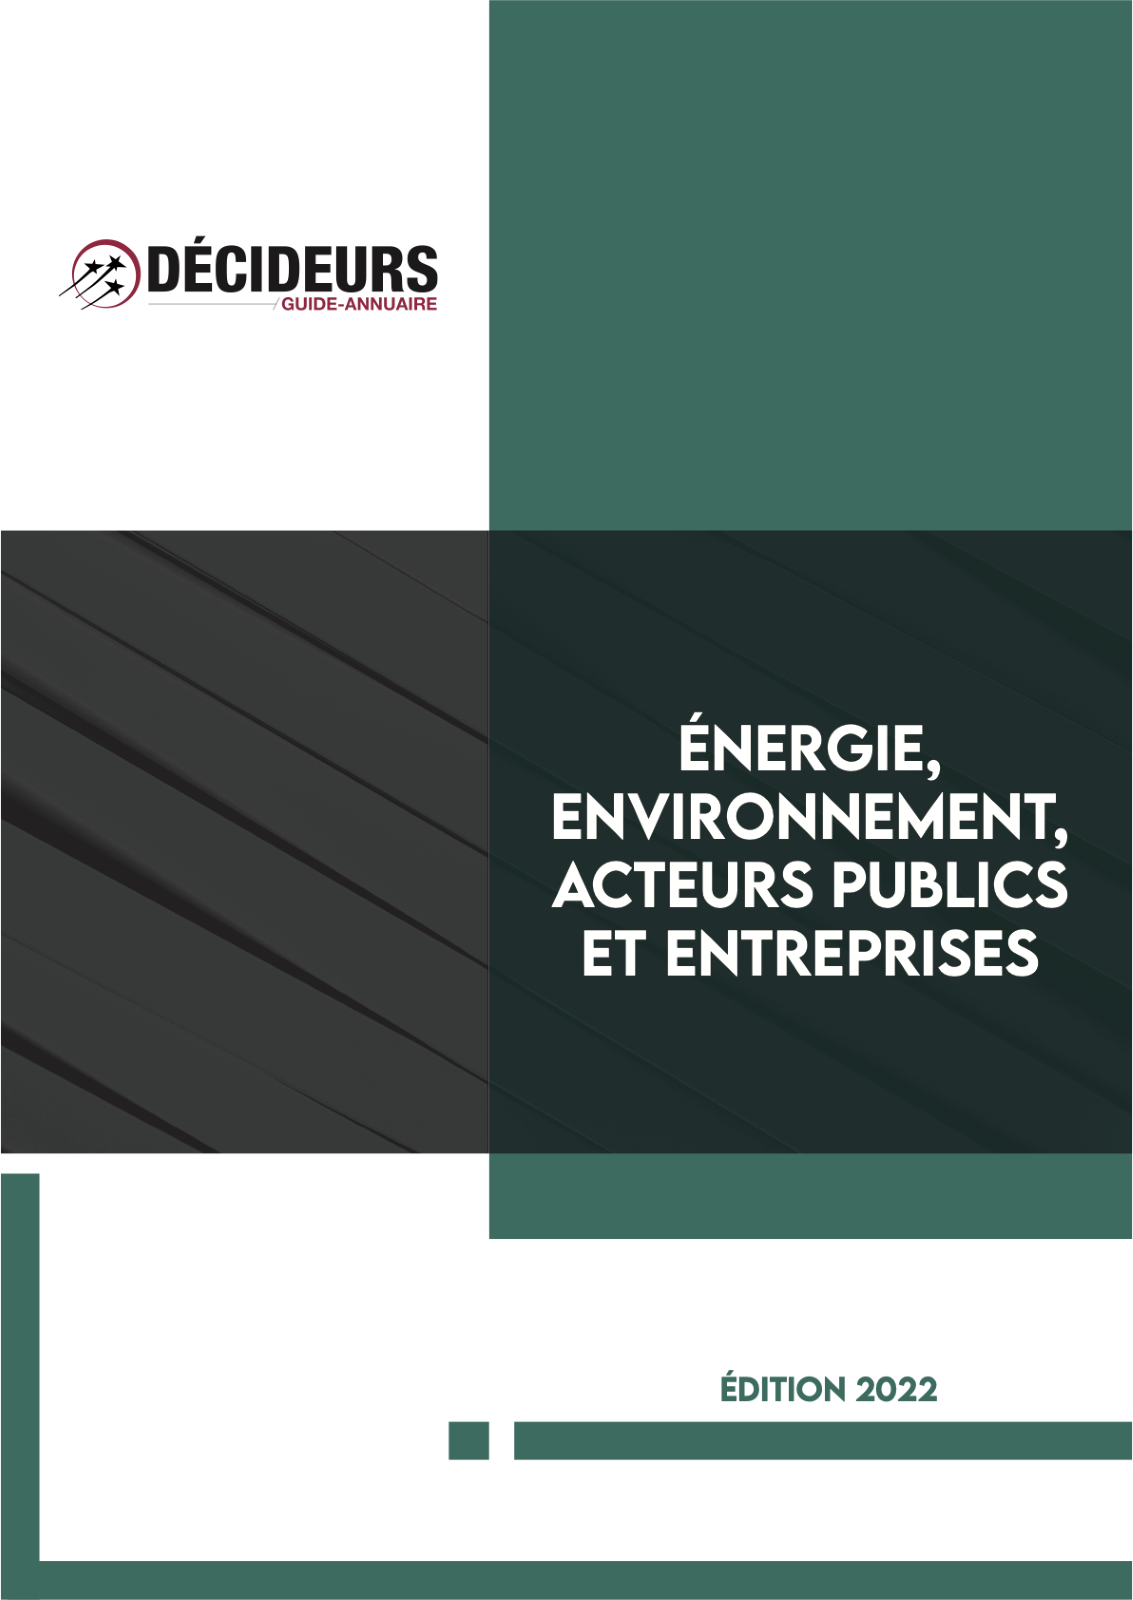 DÉCIDEURS
GUIDE-ANNUAIRE
ÉNERGIE,
ENVIRONNEMENT,
ACTEURS PUBLICS
ET ENTREPRISES
ÉDITION 2022